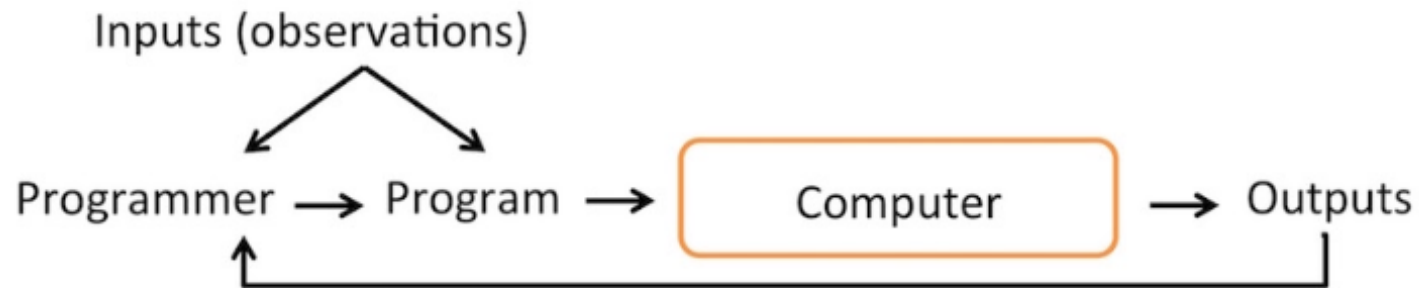 Inputs (observations)
Programmer
Program
Computer
Outputs